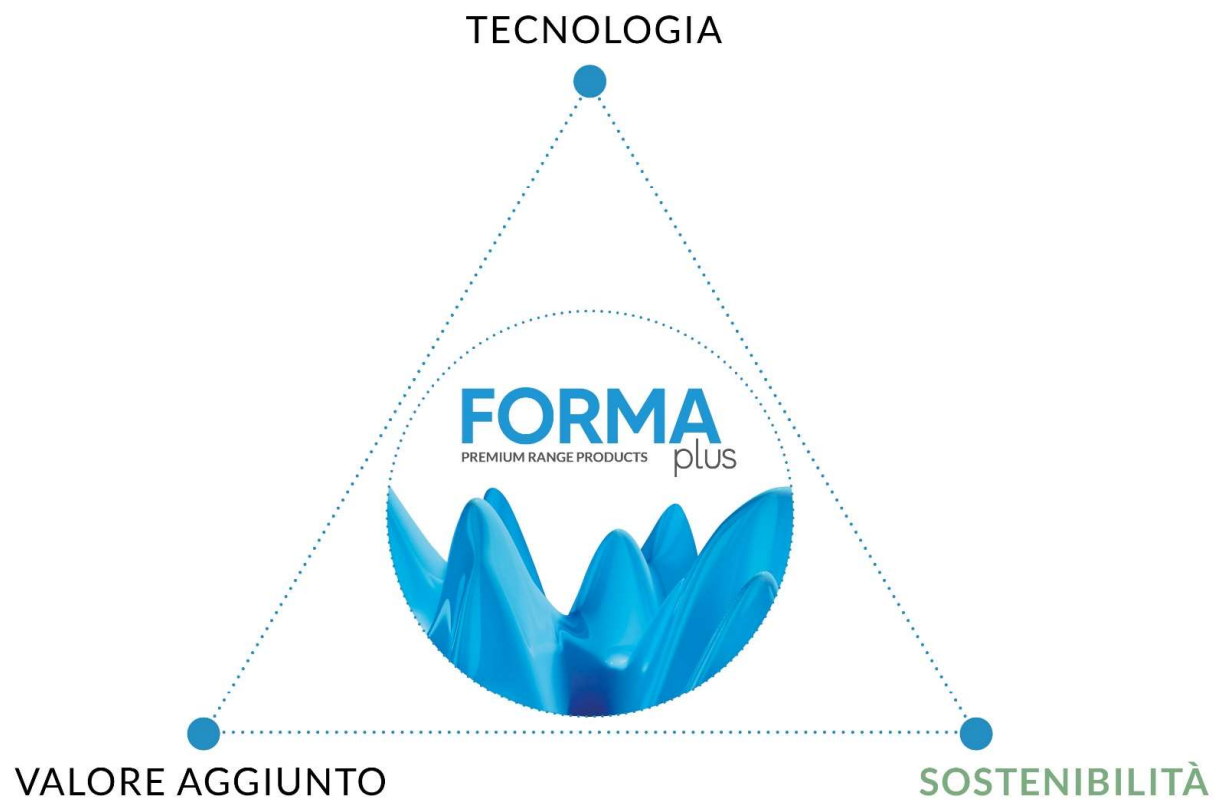 TECNOLOGIA
FORMA
PREMIUM RANGE PRODUCTS plus
VALORE AGGIUNTO
SOSTENIBILITÀ